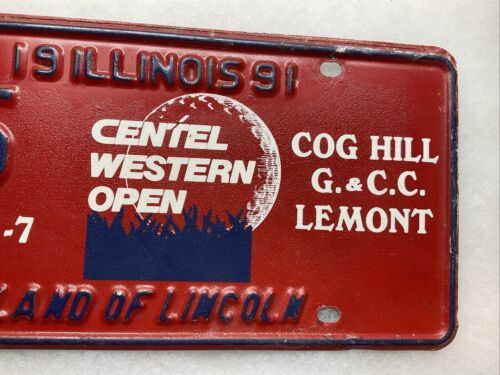 19 ILLINOIS 91
CENTEL
WESTERN
OPEN
COG HILL
G. & C.C.
LEMONT
-7
LAND OF LINCOLN